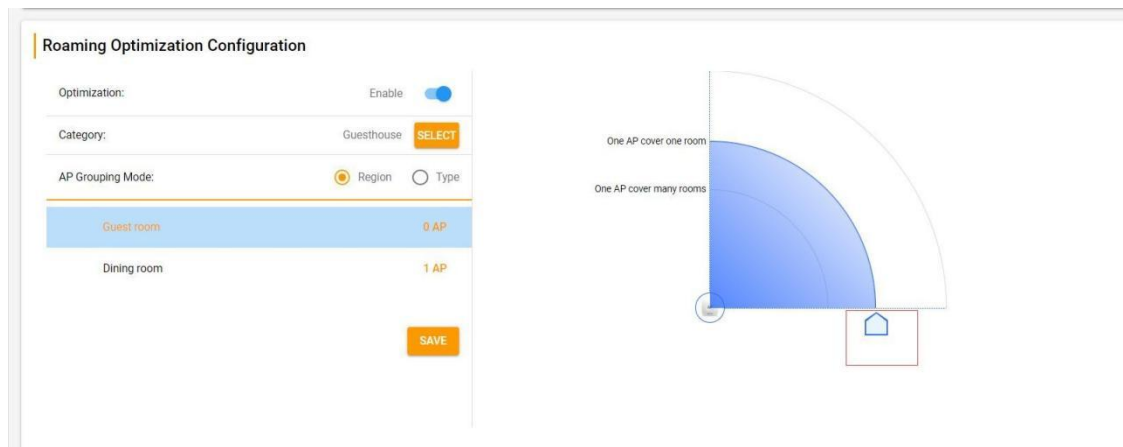 Roaming Optimization Configuration
Optimization: Enable
Category: Guesthouse SELECT
AP Grouping Mode: Region Type
Guest room 0 AP
Dining room 1 AP
SAVE
One AP cover one room
One AP cover many rooms